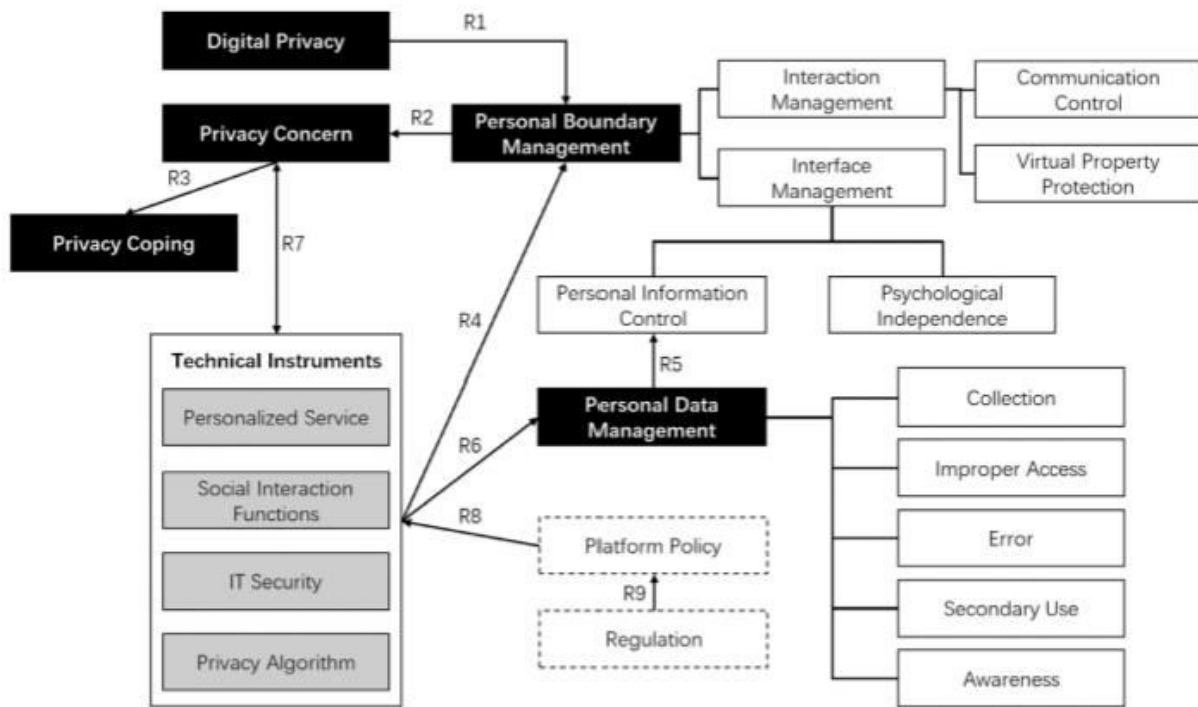 Digital Privacy
R1
Interaction
Management
Communication
Control
Privacy Concern
R2
Personal Boundary
Management
Interface
Management
Virtual Property
Protection
R3
Privacy Coping
R7
R4
Personal Information
Control
Psychological
Independence
Technical Instruments
R5
Personalized Service
Personal Data
Management
Collection
R6
Improper Access
Social Interaction
Functions
R8
Platform Policy
Error
IT Security
R9
Regulation
Secondary Use
Privacy Algorithm
Awareness